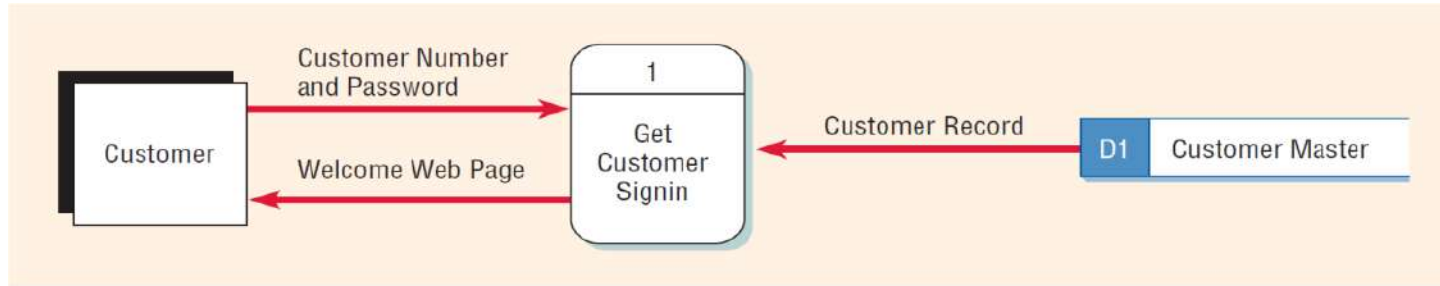 Customer
Customer Number
and Password
Welcome Web Page
1
Get
Customer
Signin
Customer Record
D1
Customer Master